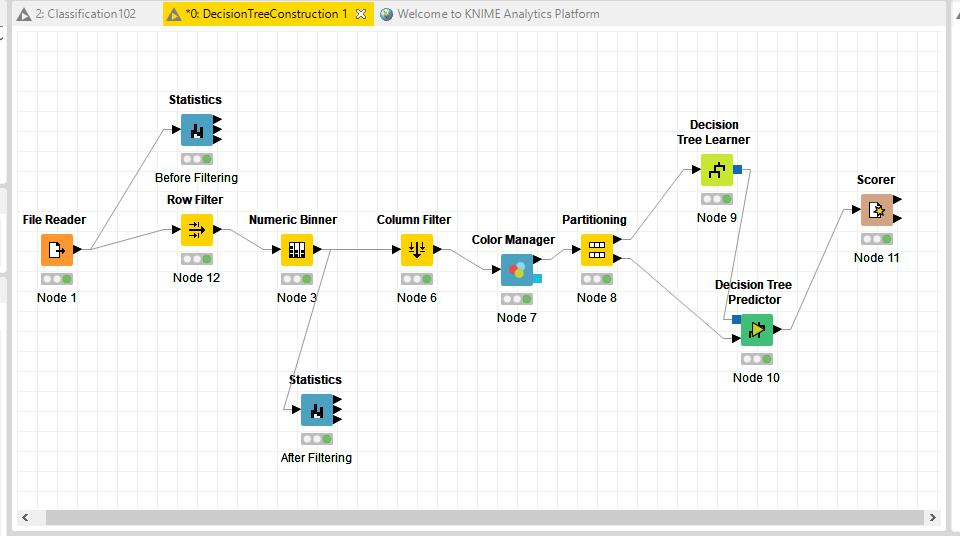 2: Classification102
*0: DecisionTreeConstruction 1
Welcome to KNIME Analytics Platform
Statistics
Before Filtering
Row Filter
Node 12
File Reader
Node 1
Numeric Binner
Node 3
Statistics
After Filtering
Column Filter
Node 6
Color Manager
Node 7
Partitioning
Node 8
Decision
Tree Learner
Node 9
Decision Tree
Predictor
Node 10
Scorer
Node 11